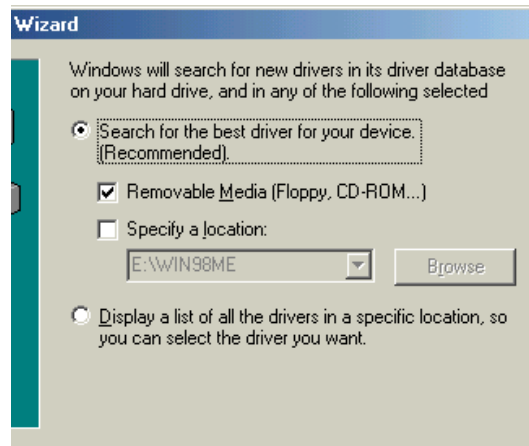 Wizard
Windows will search for new drivers in its driver database
on your hard drive, and in any of the following selected
Search for the best driver for your device.
(Recommended).
Removable Media (Floppy, CD-ROM...)
Specify a location:
E:\WIN98ME
Browse
Display a list of all the drivers in a specific location, so
you can select the driver you want.